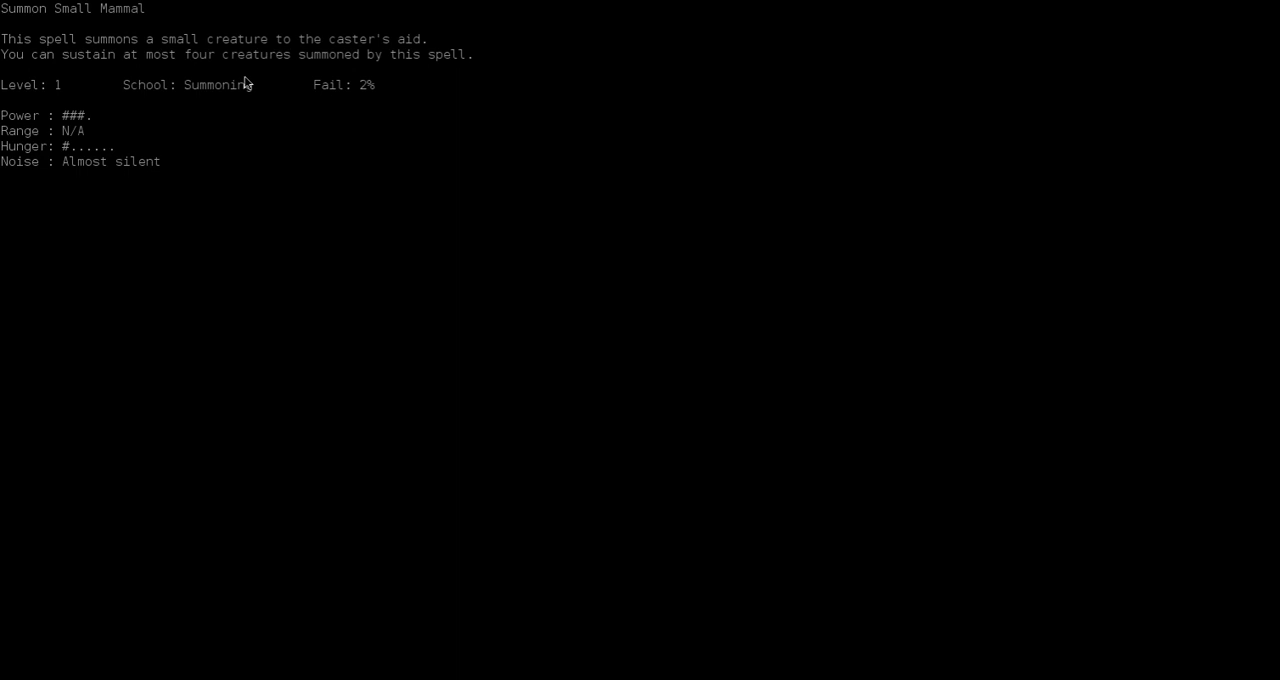 Summon Small Mammal
This spell summons a small creature to the caster's aid.
You can sustain at most four creatures summoned by this spell.
Level: 1 School: Summoning Fail: 2%
Power : ###.
Range : N/A
Hunger: #......
Noise : Almost silent